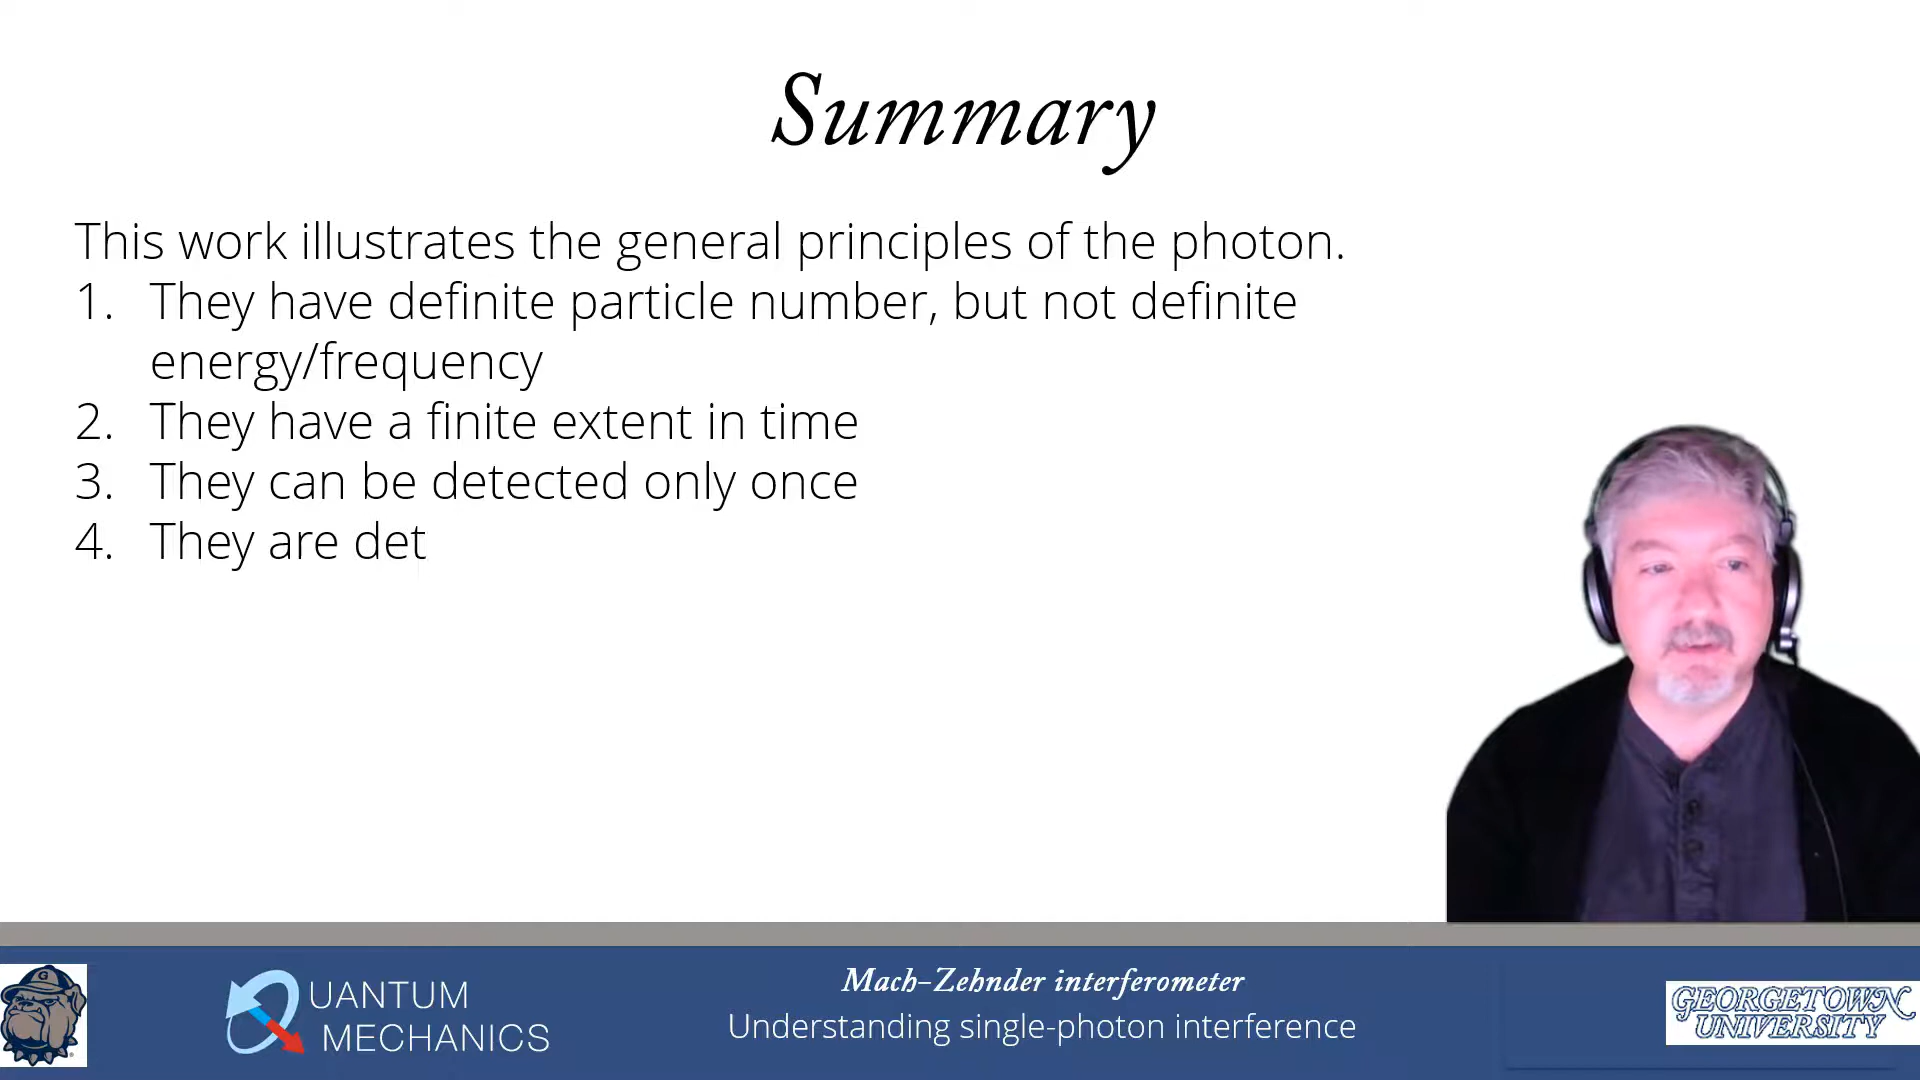 Summary
This work illustrates the general principles of the photon.
1. They have definite particle number, but not definite
energy/frequency
2. They have a finite extent in time
3. They can be detected only once
4. They are det
G
UANTUM
MECHANICS
Mach-Zehnder interferometer
Understanding single-photon interference
GEORGETOWN
UNIVERSITY